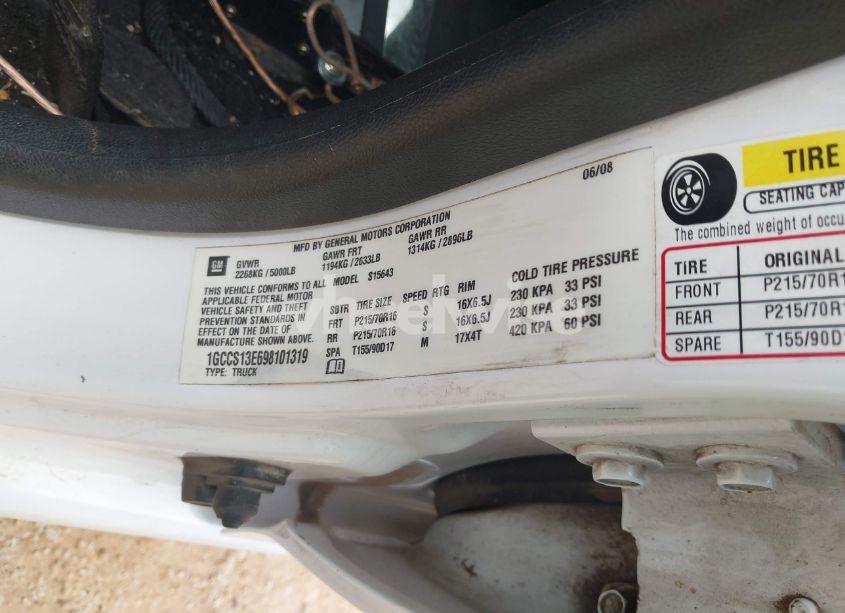 06/08
MFD BY GENERAL MOTORS CORPORATION
GM
GVWR GAWR FRT GAWR RR
2268KG / 5000LB 1194KG / 2633LB 1314KG / 2896LB
THIS VEHICLE CONFORMS TO ALL MODEL S15643
APPLICABLE FEDERAL MOTOR
VEHICLE SAFETY AND THEFT
PREVENTION STANDARDS IN
EFFECT ON THE DATE OF
MANUFACTURE SHOWN ABOVE.
1GCCS13E698101319
TYPE: TRUCK
COLD TIRE PRESSURE
SBTR TIRE SIZE SPEED RTG RIM
FRT P215/70R16 S 16X6.5J 230 KPA 33 PSI
RR P215/70R16 S 16X6.5J 230 KPA 33 PSI
SPA T155/90D17 M 17X4T 420 KPA 60 PSI
TIRE
SEATING CAP
The combined weight of occu
TIRE ORIGINAL
FRONT P215/70R1
REAR P215/70R1
SPARE T155/90D